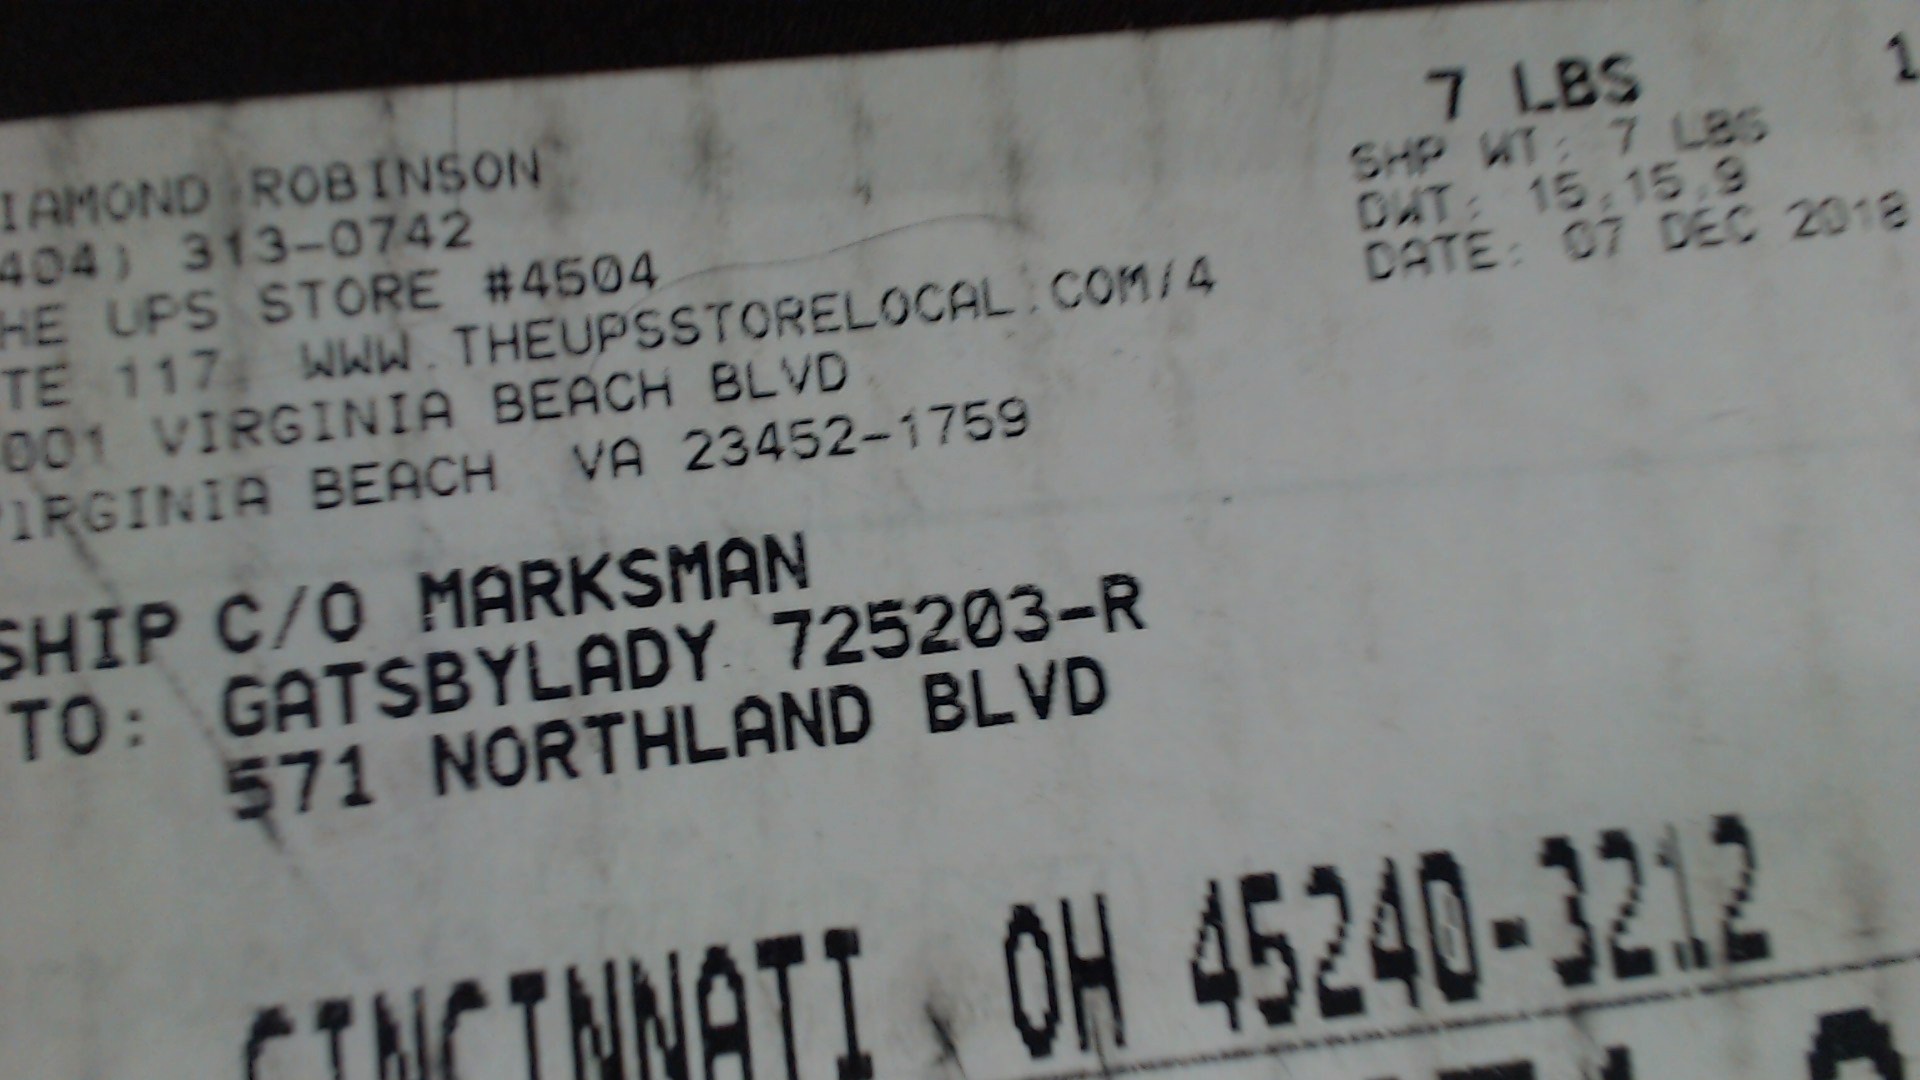 IAMOND ROBINSON
404) 313-0742
HE UPS STORE #4504
TE 117 WWW.THEUPSSTORELOCAL.COM/4
001 VIRGINIA BEACH BLVD
VIRGINIA BEACH VA 23452-1759
7 LBS 1
SHP WT: 7 LBS
DWT: 15,15,9
DATE: 07 DEC 2018
SHIP C/O MARKSMAN
TO: GATSBYLADY 725203-R
571 NORTHLAND BLVD
CINCINNATI OH 45240-3212